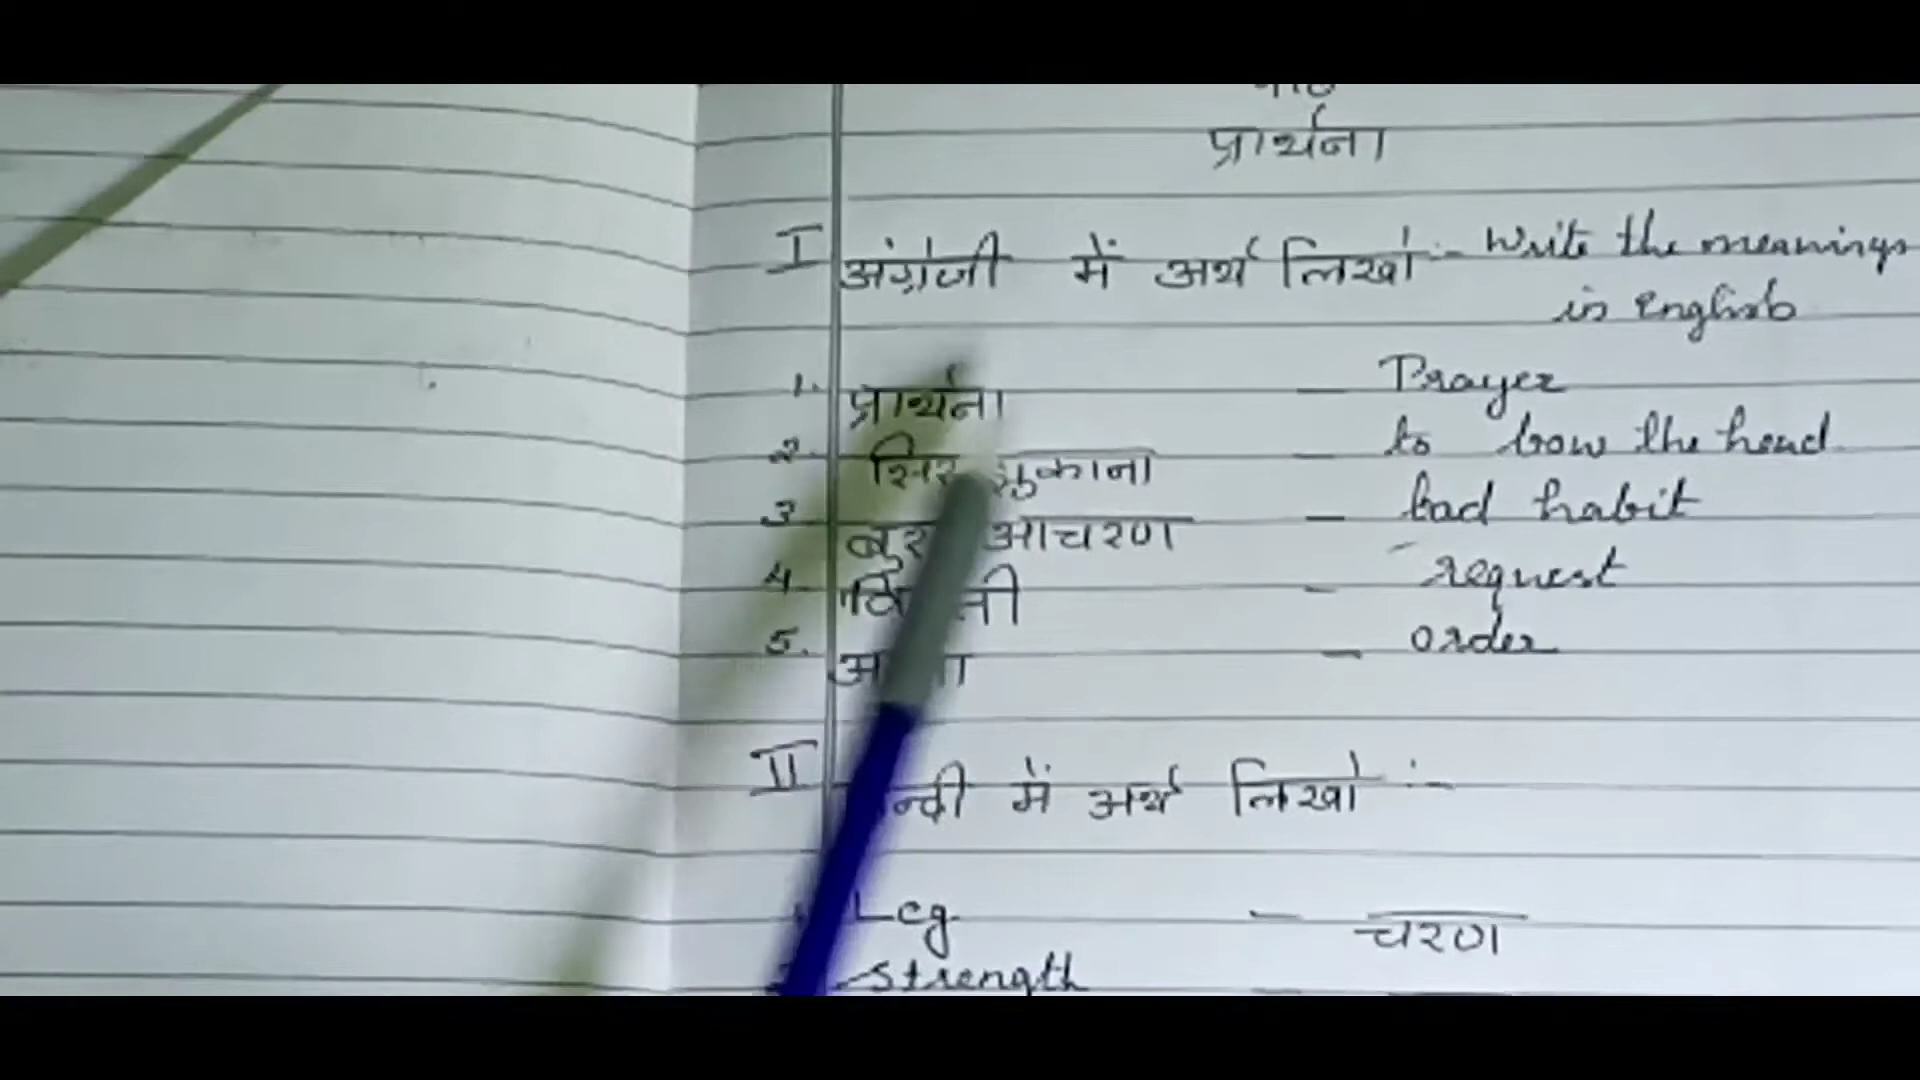 प्रार्थना
I अंग्रेजी में अर्थ लिखो :- Write the meanings
in english
1. प्रार्थना - Prayer
2. सिर झुकाना - to bow the head
3 आचरण - bad habit
4. - request
5. - order
II में अर्थ लिखो :-
Leg - चरण
Strength -